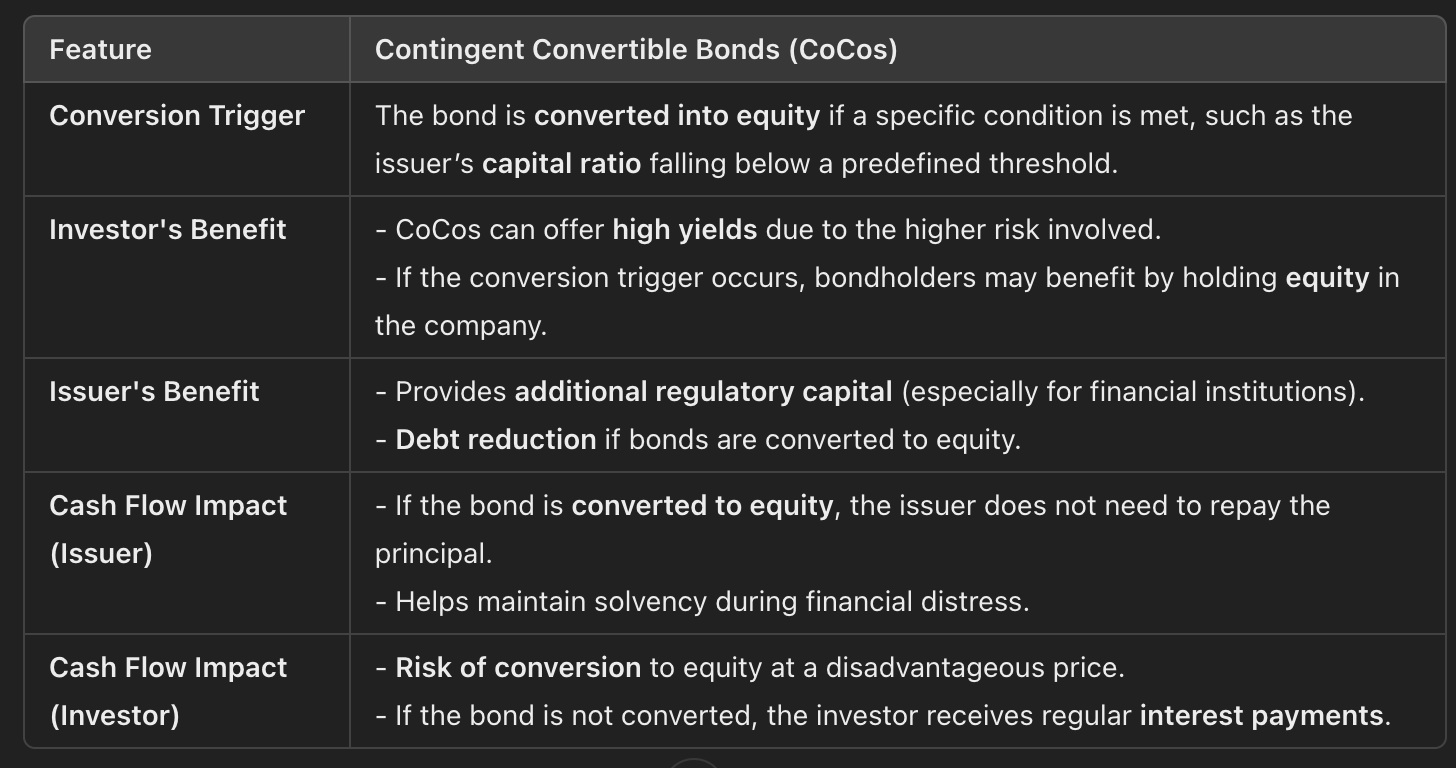 Feature
Contingent Convertible Bonds (CoCos)
Conversion Trigger
The bond is converted into equity if a specific condition is met, such as the
issuer’s capital ratio falling below a predefined threshold.
Investor's Benefit
- CoCos can offer high yields due to the higher risk involved.
- If the conversion trigger occurs, bondholders may benefit by holding equity in
the company.
Issuer's Benefit
- Provides additional regulatory capital (especially for financial institutions).
- Debt reduction if bonds are converted to equity.
Cash Flow Impact
(Issuer)
- If the bond is converted to equity, the issuer does not need to repay the
principal.
- Helps maintain solvency during financial distress.
Cash Flow Impact
(Investor)
- Risk of conversion to equity at a disadvantageous price.
- If the bond is not converted, the investor receives regular interest payments.